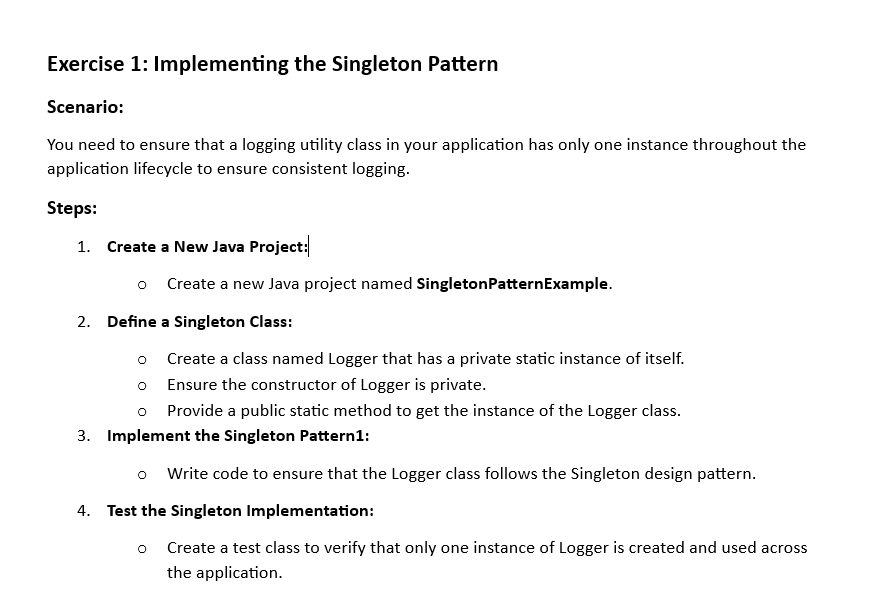 Exercise 1: Implementing the Singleton Pattern
Scenario:
You need to ensure that a logging utility class in your application has only one instance throughout the
application lifecycle to ensure consistent logging.
Steps:
1. Create a New Java Project:
o Create a new Java project named SingletonPatternExample.
2. Define a Singleton Class:
o Create a class named Logger that has a private static instance of itself.
o Ensure the constructor of Logger is private.
o Provide a public static method to get the instance of the Logger class.
3. Implement the Singleton Pattern1:
o Write code to ensure that the Logger class follows the Singleton design pattern.
4. Test the Singleton Implementation:
o Create a test class to verify that only one instance of Logger is created and used across
the application.